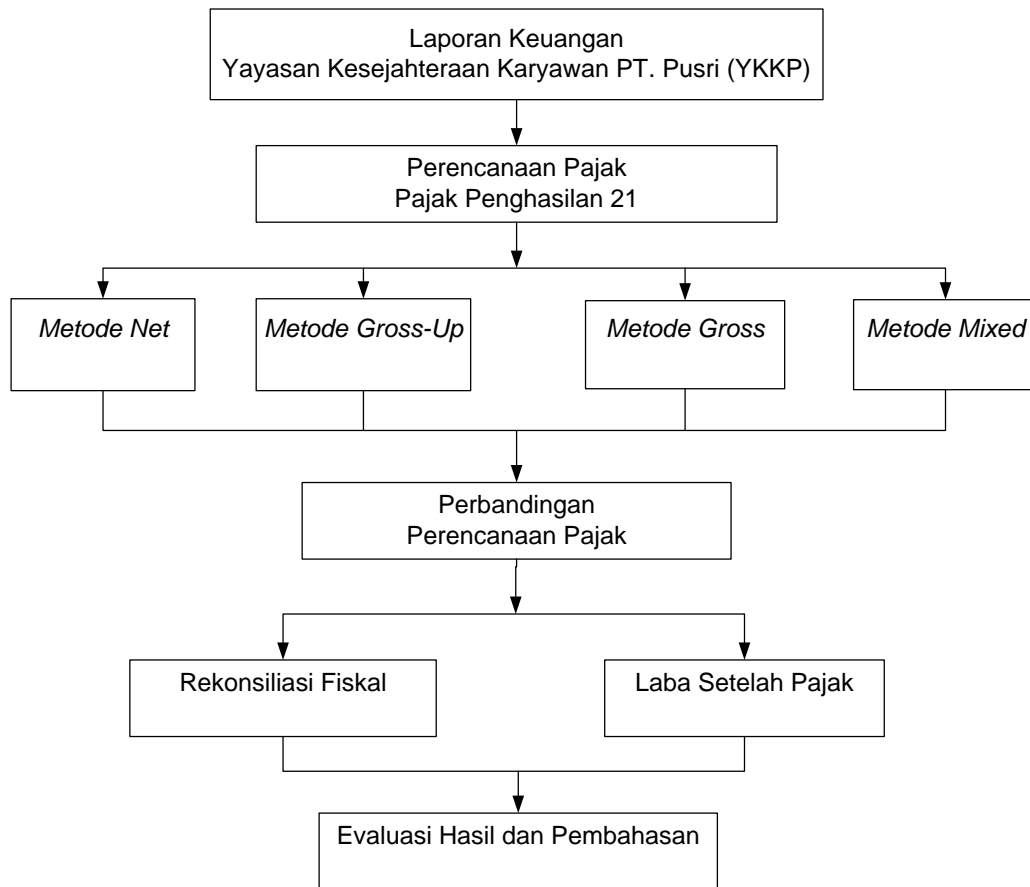 Laporan Keuangan
Yayasan Kesejahteraan Karyawan PT. Pusri (YKKP)
Perencanaan Pajak
Pajak Penghasilan 21
Metode Net
Metode Gross-Up
Metode Gross
Metode Mixed
Perbandingan
Perencanaan Pajak
Rekonsiliasi Fiskal
Laba Setelah Pajak
Evaluasi Hasil dan Pembahasan